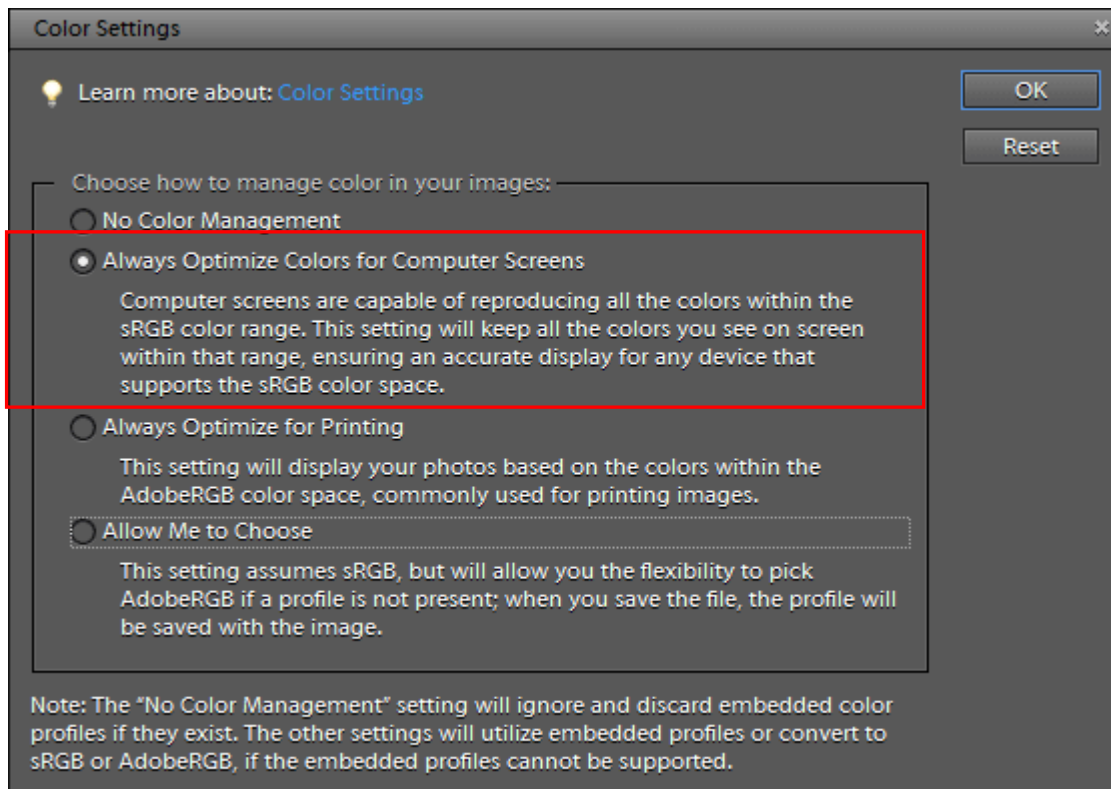 Color Settings
Learn more about: Color Settings
OK
Reset
Choose how to manage color in your images:
No Color Management
Always Optimize Colors for Computer Screens
Computer screens are capable of reproducing all the colors within the
sRGB color range. This setting will keep all the colors you see on screen
within that range, ensuring an accurate display for any device that
supports the sRGB color space.
Always Optimize for Printing
This setting will display your photos based on the colors within the
AdobeRGB color space, commonly used for printing images.
Allow Me to Choose
This setting assumes sRGB, but will allow you the flexibility to pick
AdobeRGB if a profile is not present; when you save the file, the profile will
be saved with the image.
Note: The “No Color Management” setting will ignore and discard embedded color
profiles if they exist. The other settings will utilize embedded profiles or convert to
sRGB or AdobeRGB, if the embedded profiles cannot be supported.